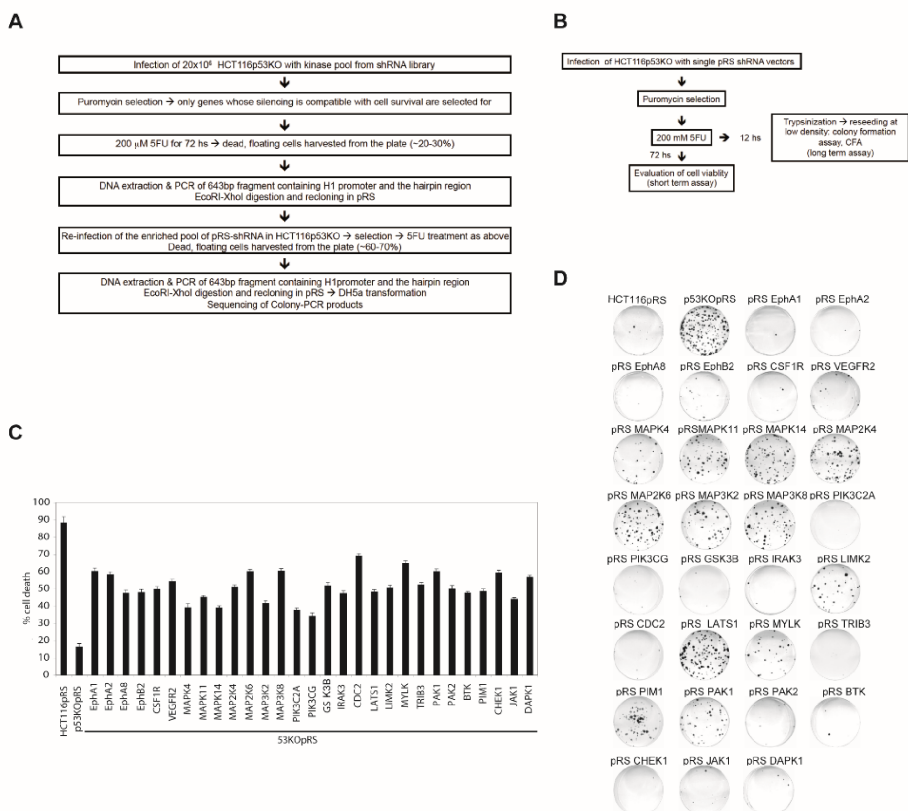 A
Infection of 20x10⁶ HCT116p53KO with kinase pool from shRNA library
Puromycin selection → only genes whose silencing is compatible with cell survival are selected for
200 µM 5FU for 72 hs → dead, floating cells harvested from the plate (~20-30%)
DNA extraction & PCR of 643bp fragment containing H1 promoter and the hairpin region
EcoRI-XhoI digestion and recloning in pRS
Re-infection of the enriched pool of pRS-shRNA in HCT116p53KO → selection → 5FU treatment as above
Dead, floating cells harvested from the plate (~60-70%)
DNA extraction & PCR of 643bp fragment containing H1promoter and the hairpin region
EcoRI-XhoI digestion and recloning in pRS → DH5a transformation
Sequencing of Colony-PCR products
B
Infection of HCT116p53KO with single pRS shRNA vectors
Puromycin selection
200 mM 5FU
12 hs
Trypsinization → reseeding at
low density: colony formation
assay, CFA
(long term assay)
72 hs
Evaluation of cell viablity
(short term assay)
C
% cell death
100
90
80
70
60
50
40
30
20
10
0
HCT116pRS
p53KOpRS
EphA1
EphA2
EphA8
EphB2
CSF1R
VEGFR2
MAPK4
MAPK11
MAPK14
MAP2K4
MAP2K6
MAP3K2
MAP3K8
PIK3C2A
PIK3CG
GS K3B
IRAK3
CDC2
LATS1
LIMK2
MYLK
TRIB3
PAK1
PAK2
BTK
PIM1
CHEK1
JAK1
DAPK1
53KOpRS
D
HCT116pRS p53KOpRS pRS EphA1 pRS EphA2
pRS EphA8 pRS EphB2 pRS CSF1R pRS VEGFR2
pRS MAPK4 pRSMAPK11 pRS MAPK14 pRS MAP2K4
pRS MAP2K6 pRS MAP3K2 pRS MAP3K8 pRS PIK3C2A
pRS PIK3CG pRS GSK3B pRS IRAK3 pRS LIMK2
pRS CDC2 pRS LATS1 pRS MYLK pRS TRIB3
pRS PIM1 pRS PAK1 pRS PAK2 pRS BTK
pRS CHEK1 pRS JAK1 pRS DAPK1